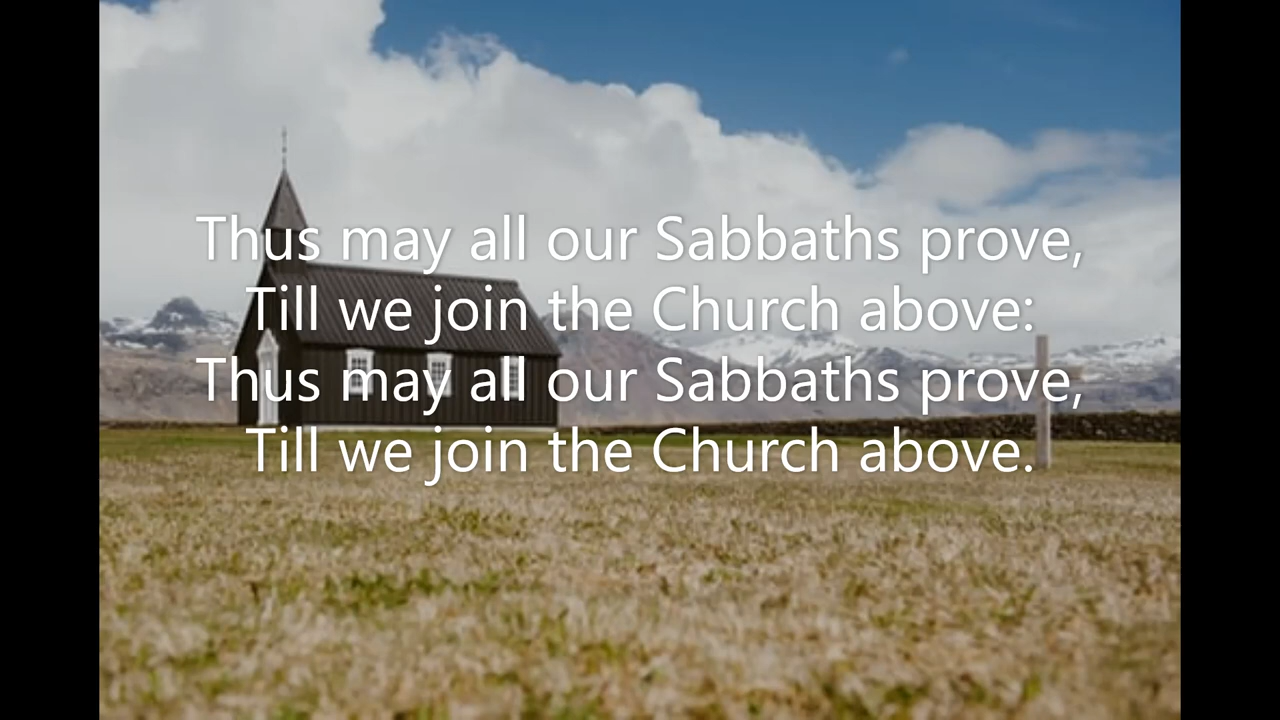 Thus may all our Sabbaths prove,
Till we join the Church above:
Thus may all our Sabbaths prove,
Till we join the Church above.